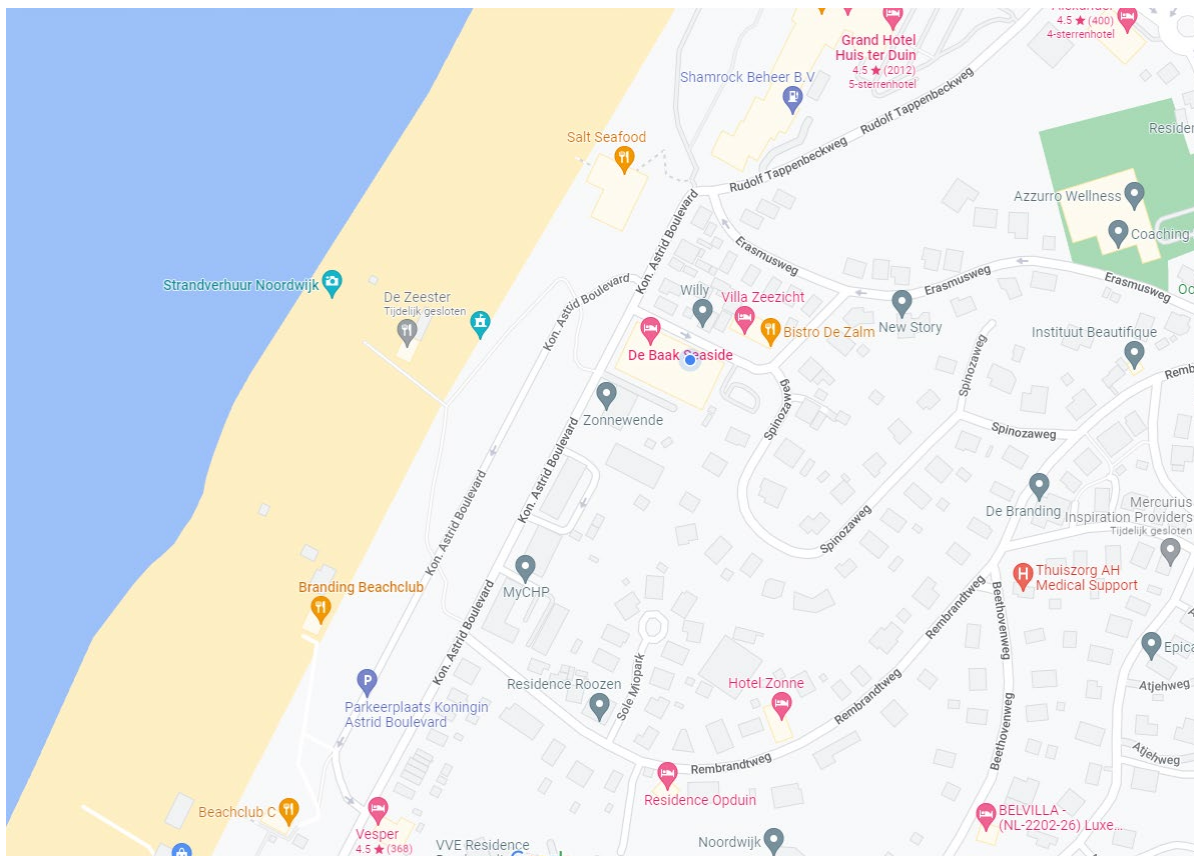 Alexander
4.5 ★ (400)
4-sterrenhotel
Grand Hotel
Huis ter Duin
4.5 ★ (2012)
5-sterrenhotel
Shamrock Beheer B.V
Rudolf Tappenbeckweg
Salt Seafood
Residen
Rudolf Tappenbeckweg
Azzurro Wellness
Coaching
Kon. Astrid Boulevard
Erasmusweg
Erasmusweg
Erasmusweg
Strandverhuur Noordwijk
De Zeester
Tijdelijk gesloten
Kon. Astrid Boulevard
Willy
Villa Zeezicht
New Story
Bistro De Zalm
Instituut Beautifique
De Baak Seaside
Spinozaweg
Remb
Spinozaweg
Zonnewende
Spinozaweg
Kon. Astrid Boulevard
Kon. Astrid Boulevard
De Branding
Mercurius
Inspiration Providers
Tijdelijk gesloten
Spinozaweg
Branding Beachclub
MyCHP
Thuiszorg AH
Medical Support
Rembrandtweg
Beethovenweg
Kon. Astrid Boulevard
Epica
Sole Miopark
Residence Roozen
Hotel Zonne
Rembrandtweg
Atjehweg
P
Parkeerplaats Koningin
Astrid Boulevard
Beethovenweg
Atjehweg
Rembrandtweg
Residence Opduin
Beachclub C
Vesper
4.5 ★ (368)
BELVILLA -
(NL-2202-26) Luxe...
VVE Residence
Noordwijk